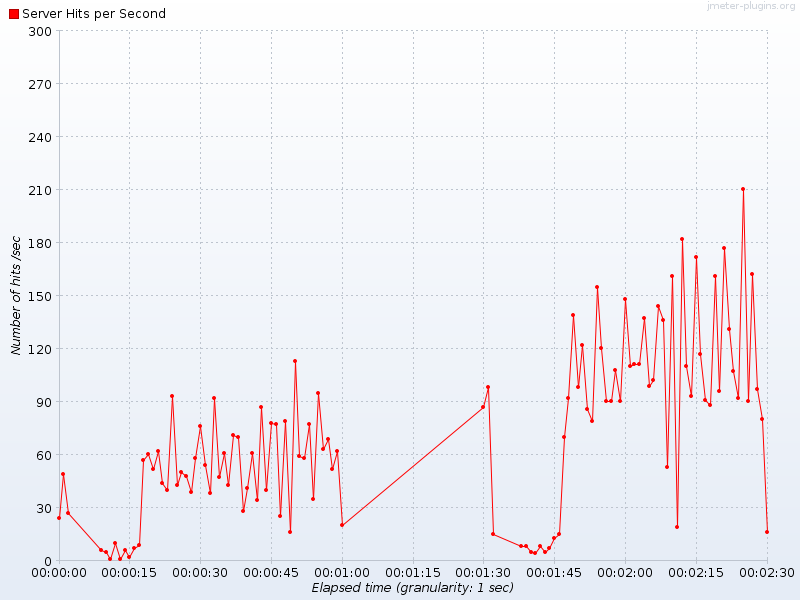 jmeter-plugins.org
Server Hits per Second
300
270
240
210
180
150
120
90
60
30
0
Number of hits /sec
00:00:00 00:00:15 00:00:30 00:00:45 00:01:00 00:01:15 00:01:30 00:01:45 00:02:00 00:02:15 00:02:30
Elapsed time (granularity: 1 sec)